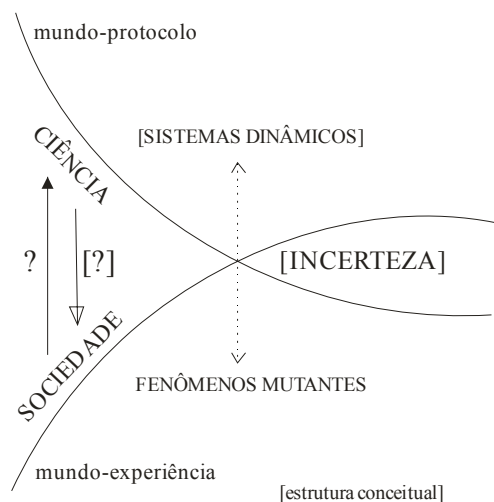 mundo-protocolo
CIÊNCIA
[SISTEMAS DINÂMICOS]
?
[?]
[INCERTEZA]
SOCIEDADE
FENÔMENOS MUTANTES
mundo-experiência
[estrutura conceitual]